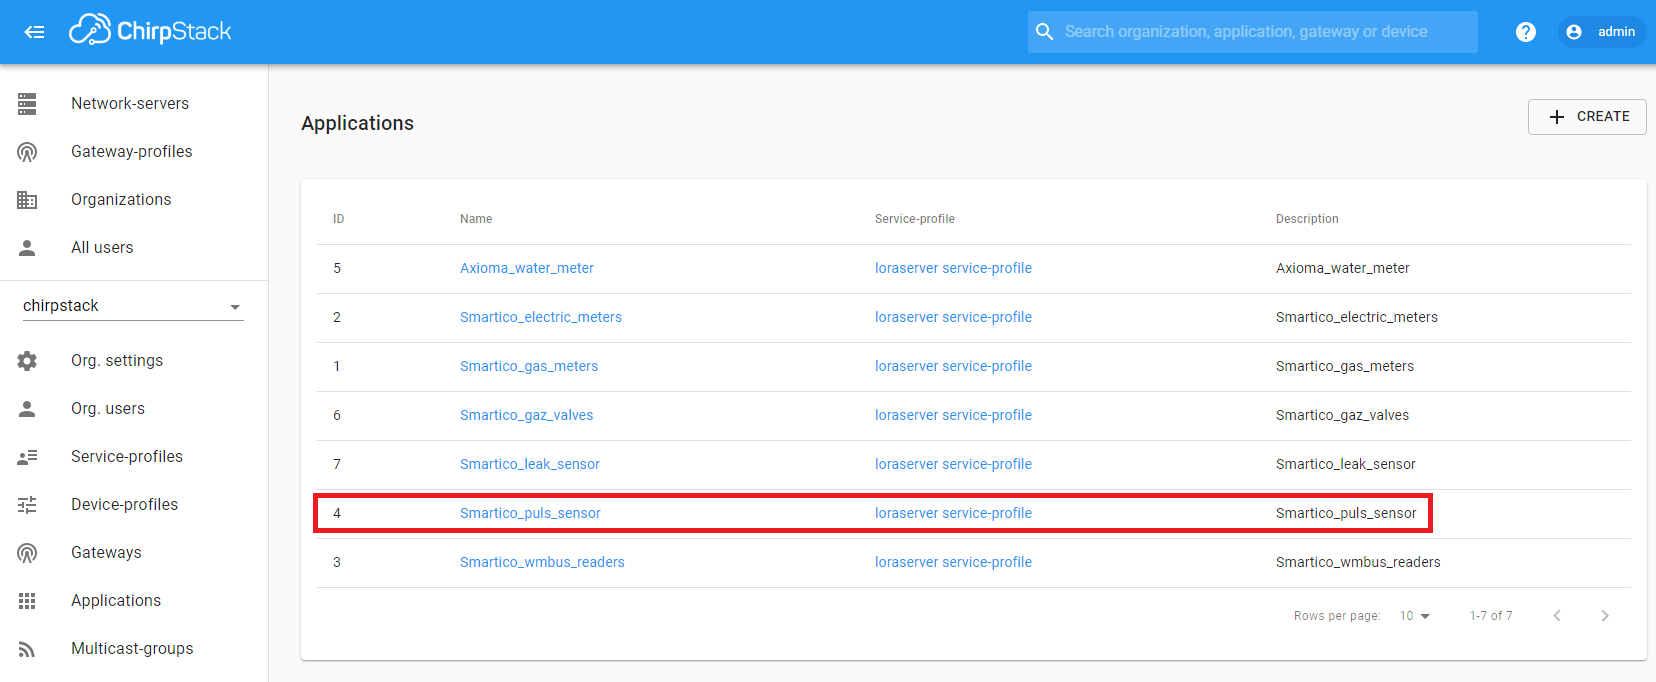 ChirpStack
Search organization, application, gateway or device
? admin
Network-servers
Gateway-profiles
Organizations
All users
chirpstack
Org. settings
Org. users
Service-profiles
Device-profiles
Gateways
Applications
Multicast-groups
Applications
+ CREATE
ID Name Service-profile Description
5 Axioma_water_meter loraserver service-profile Axioma_water_meter
2 Smartico_electric_meters loraserver service-profile Smartico_electric_meters
1 Smartico_gas_meters loraserver service-profile Smartico_gas_meters
6 Smartico_gaz_valves loraserver service-profile Smartico_gaz_valves
7 Smartico_leak_sensor loraserver service-profile Smartico_leak_sensor
4 Smartico_puls_sensor loraserver service-profile Smartico_puls_sensor
3 Smartico_wmbus_readers loraserver service-profile Smartico_wmbus_readers
Rows per page: 10 1-7 of 7